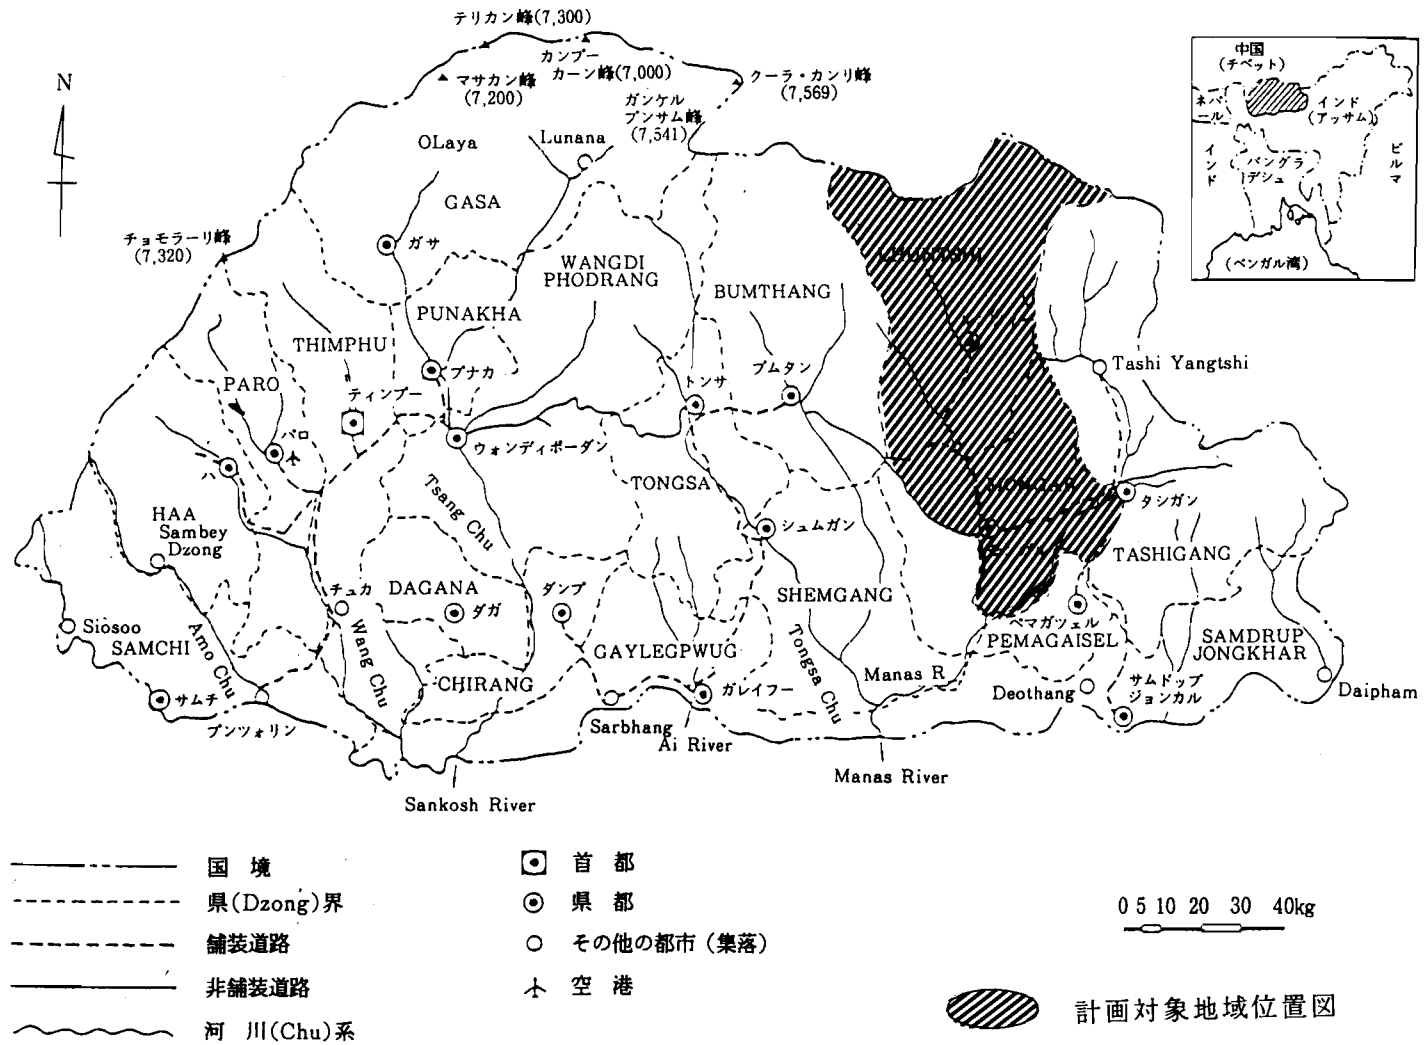 テリカン峰(7,300)
カンプー
カーン峰(7,000)
マサカン峰
(7,200)
クーラ・カンリ峰
(7,569)
ガンケル
プンサム峰
(7,541)
N
OLaya
Lunana
GASA
チョモラーリ峰
(7,320)
ガサ
WANGDI
PHODRANG
BUMTHANG
PUNAKHA
THIMPHU
PARO
プナカ
ティンプー
トンサ
ブムタン
Tashi Yangtshi
パロ
ハ
ウォンディポーダン
TONGSA
Tsang Chu
タシガン
HAA
Sambey
Dzong
シュムガン
TASHIGANG
チュカ
DAGANA
ダガ
ダンプ
SHEMGANG
ペマガツェル
PEMAGAISEL
Siosoo
SAMCHI
Amo Chu
Wang Chu
GAYLEGPWUG
Tongsa Chu
SAMDRUP
JONGKHAR
CHIRANG
Manas R
Deothang
サムドップ
ジョンカル
Daipham
サムチ
プンツォリン
ガレイフー
Sarbhang
Ai River
Manas River
Sankosh River
中国
(チベット)
ネパ
ール
インド
(アッサム)
インド
バングラ
デシュ
ビルマ
(ベンガル湾)
国境
県(Dzong)界
舗装道路
非舗装道路
河川(Chu)系
首都
県都
その他の都市(集落)
空港
0 5 10 20 30 40kg
計画対象地域位置図